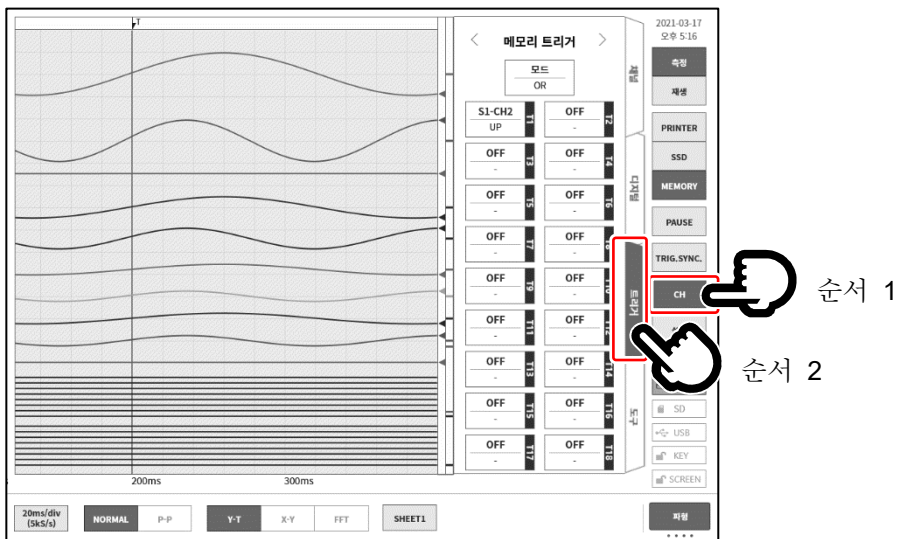 T
2021-03-17
오후 5:16
메모리 트리거
모드
OR
S1-CH2
UP
T1
OFF
-
T2
OFF
-
T3
OFF
-
T4
OFF
-
T5
OFF
-
T6
OFF
-
T7
OFF
-
OFF
-
T9
OFF
-
OFF
-
T11
OFF
-
OFF
-
T13
OFF
-
T14
OFF
-
T15
OFF
-
T16
OFF
-
T17
OFF
-
T18
채널
디지털
트리거
도구
측정
재생
PRINTER
SSD
MEMORY
PAUSE
TRIG.SYNC.
CH
SD
USB
KEY
SCREEN
순서 1
순서 2
200ms
300ms
20ms/div
(5kS/s)
NORMAL
P-P
Y-T
X-Y
FFT
SHEET1
파형